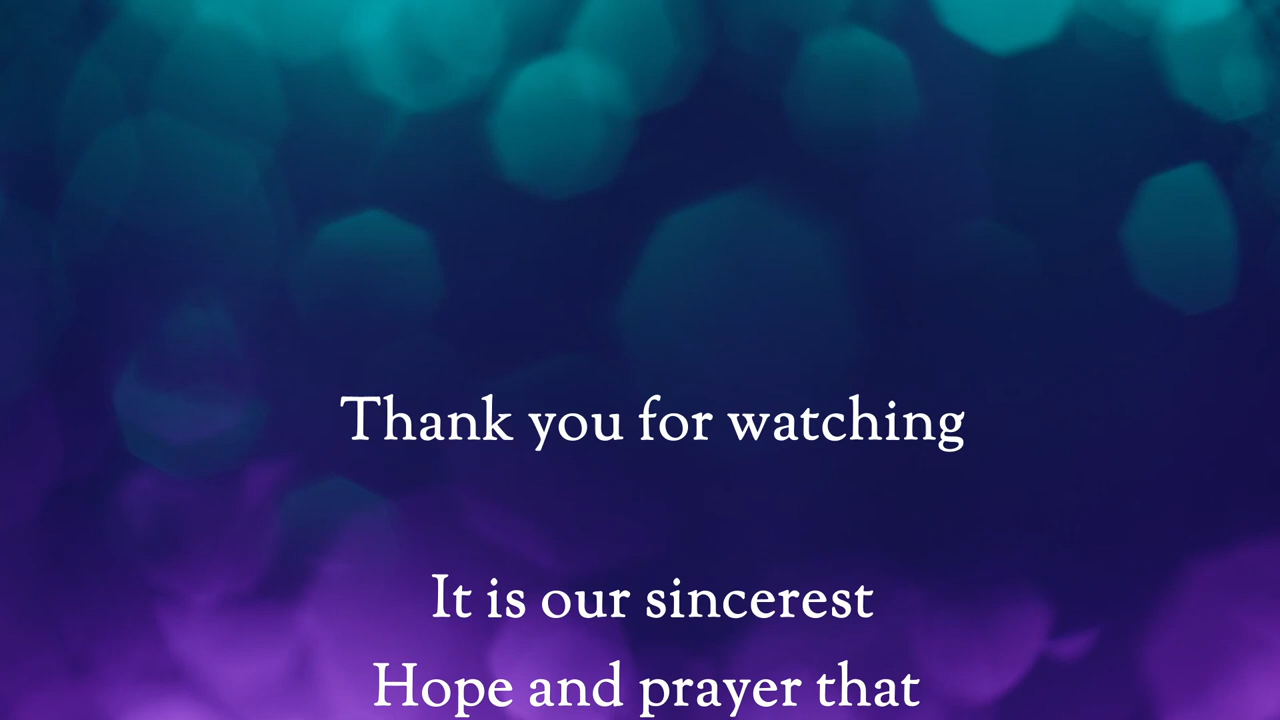 Thank you for watching
It is our sincerest
Hope and prayer that